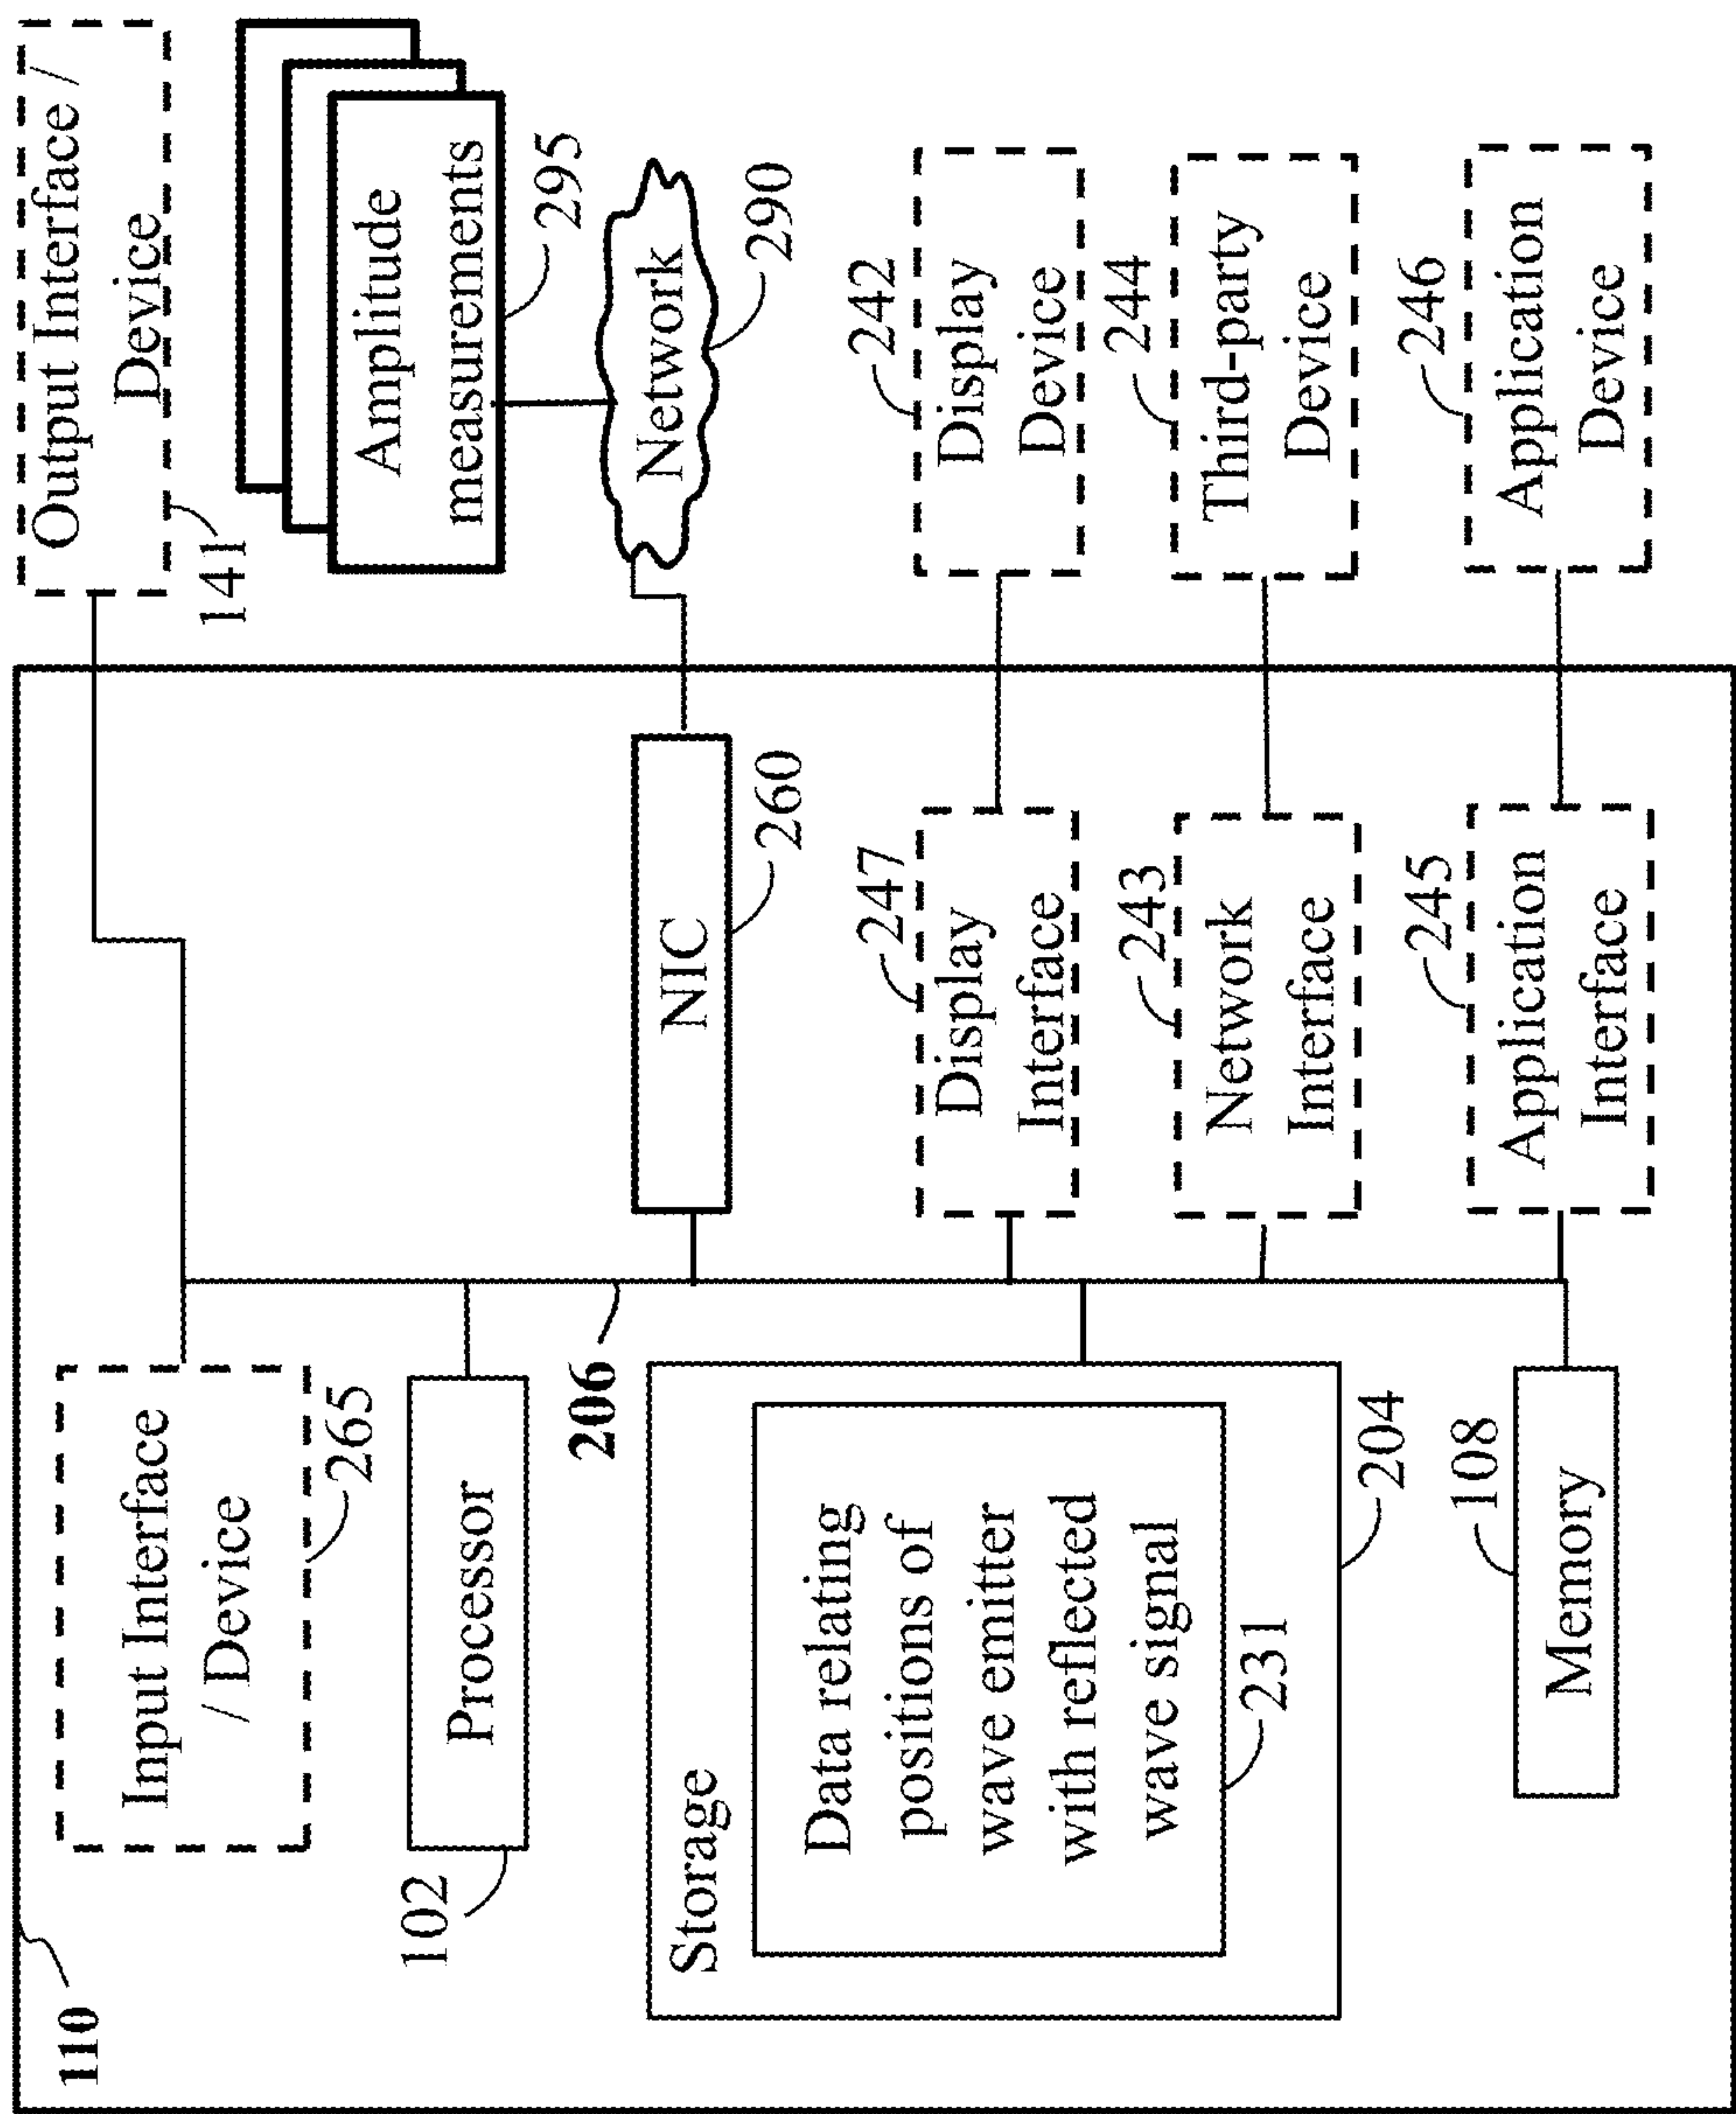 110
Input Interface
/ Device
265
Output Interface /
Device
141
Processor
102
Amplitude
measurements
295
206
NIC
260
Network
290
Storage
Data relating
positions of
wave emitter
with reflected
wave signal
231
204
247
Display
Interface
242
Display
Device
243
Network
Interface
244
Third-party
Device
108
Memory
245
Application
Interface
246
Application
Device